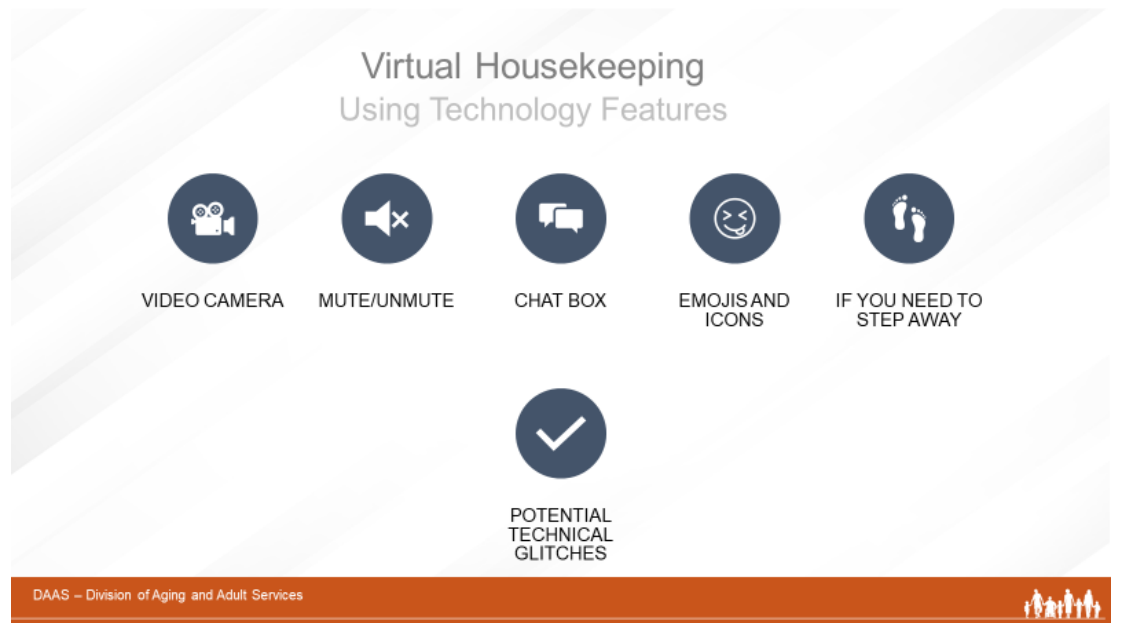 Virtual Housekeeping
Using Technology Features
VIDEO CAMERA
MUTE/UNMUTE
CHAT BOX
EMOJIS AND
ICONS
IF YOU NEED TO
STEP AWAY
POTENTIAL
TECHNICAL
GLITCHES
DAAS – Division of Aging and Adult Services